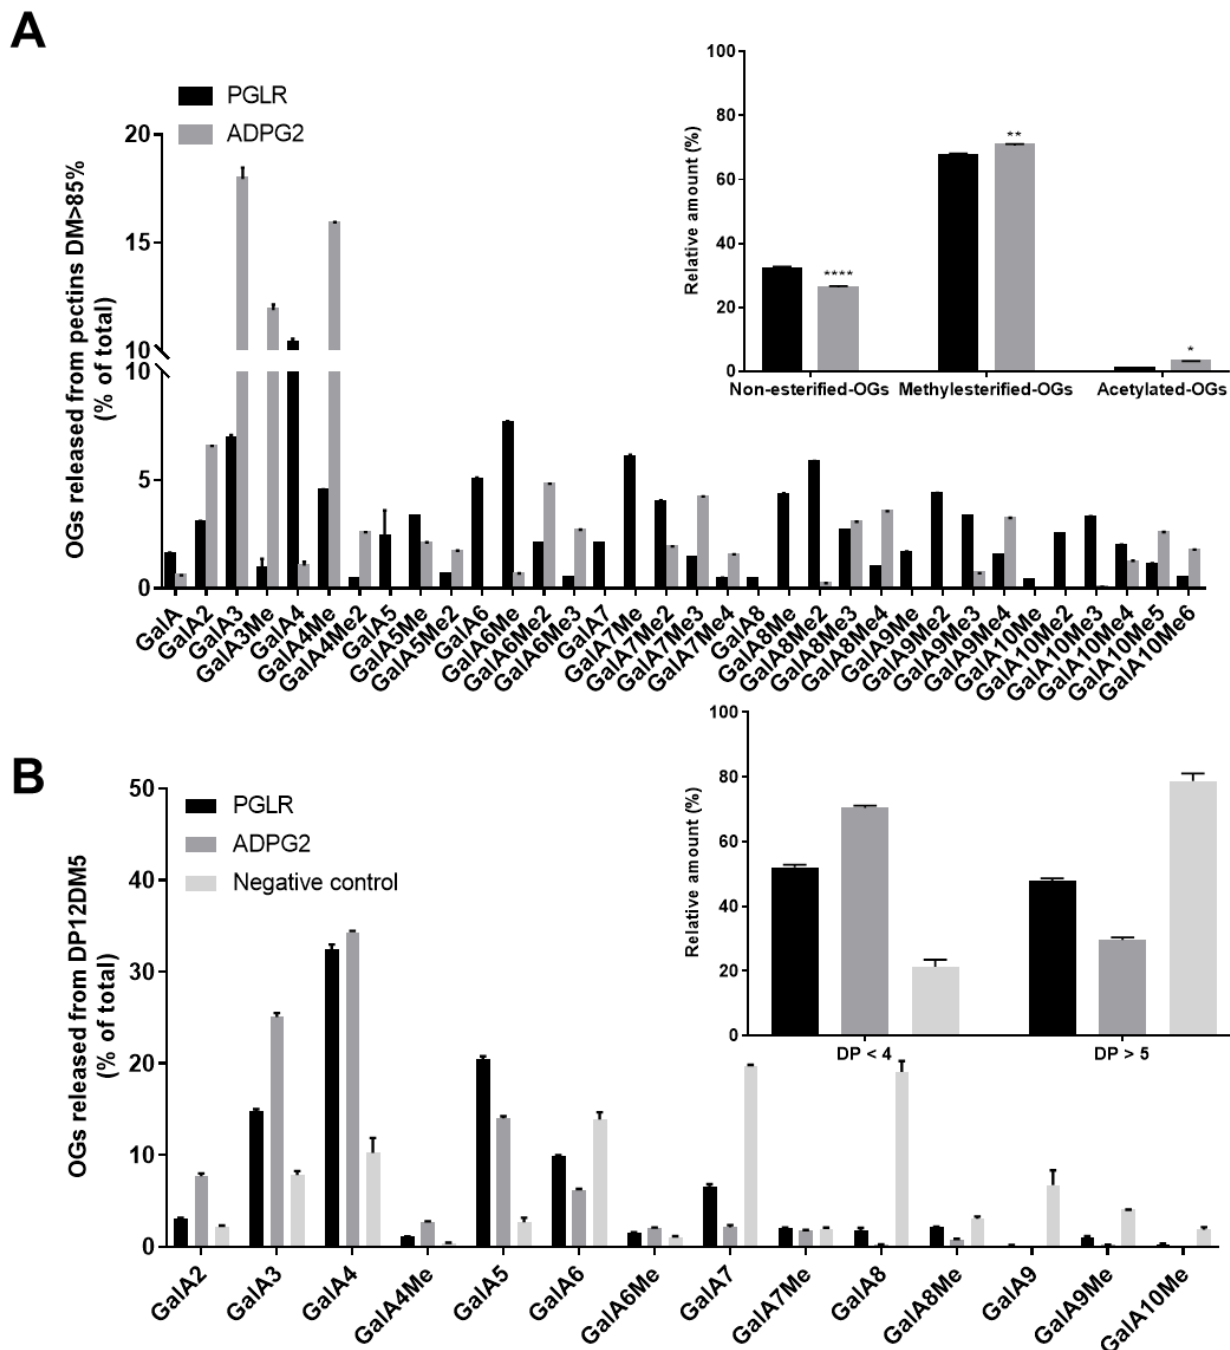 A
PGLR
ADPG2
OGs released from pectins DM>85%
(% of total)
20
15
10
10
5
0
GalA
GalA2
GalA3
GalA3Me
GalA4
GalA4Me
GalA4Me2
GalA5
GalA5Me
GalA5Me2
GalA6
GalA6Me
GalA6Me2
GalA6Me3
GalA7
GalA7Me
GalA7Me2
GalA7Me3
GalA7Me4
GalA8
GalA8Me
GalA8Me2
GalA8Me3
GalA8Me4
GalA9Me
GalA9Me2
GalA9Me3
GalA9Me4
GalA10Me
GalA10Me2
GalA10Me3
GalA10Me4
GalA10Me5
GalA10Me6
Relative amount (%)
100
80
60
40
20
0
****
**
*
Non-esterified-OGs
Methylesterified-OGs
Acetylated-OGs
B
PGLR
ADPG2
Negative control
OGs released from DP12DM5
(% of total)
50
40
30
20
10
0
GalA2
GalA3
GalA4
GalA4Me
GalA5
GalA6
GalA6Me
GalA7
GalA7Me
GalA8
GalA8Me
GalA9
GalA9Me
GalA10Me
Relative amount (%)
100
80
60
40
20
0
DP < 4
DP > 5